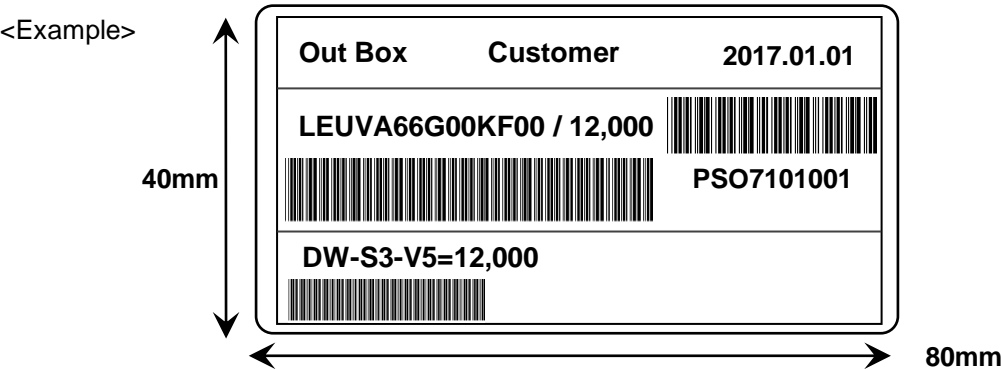 <Example>
Out Box Customer 2017.01.01
LEUVA66G00KF00 / 12,000
40mm
PSO7101001
DW-S3-V5=12,000
80mm